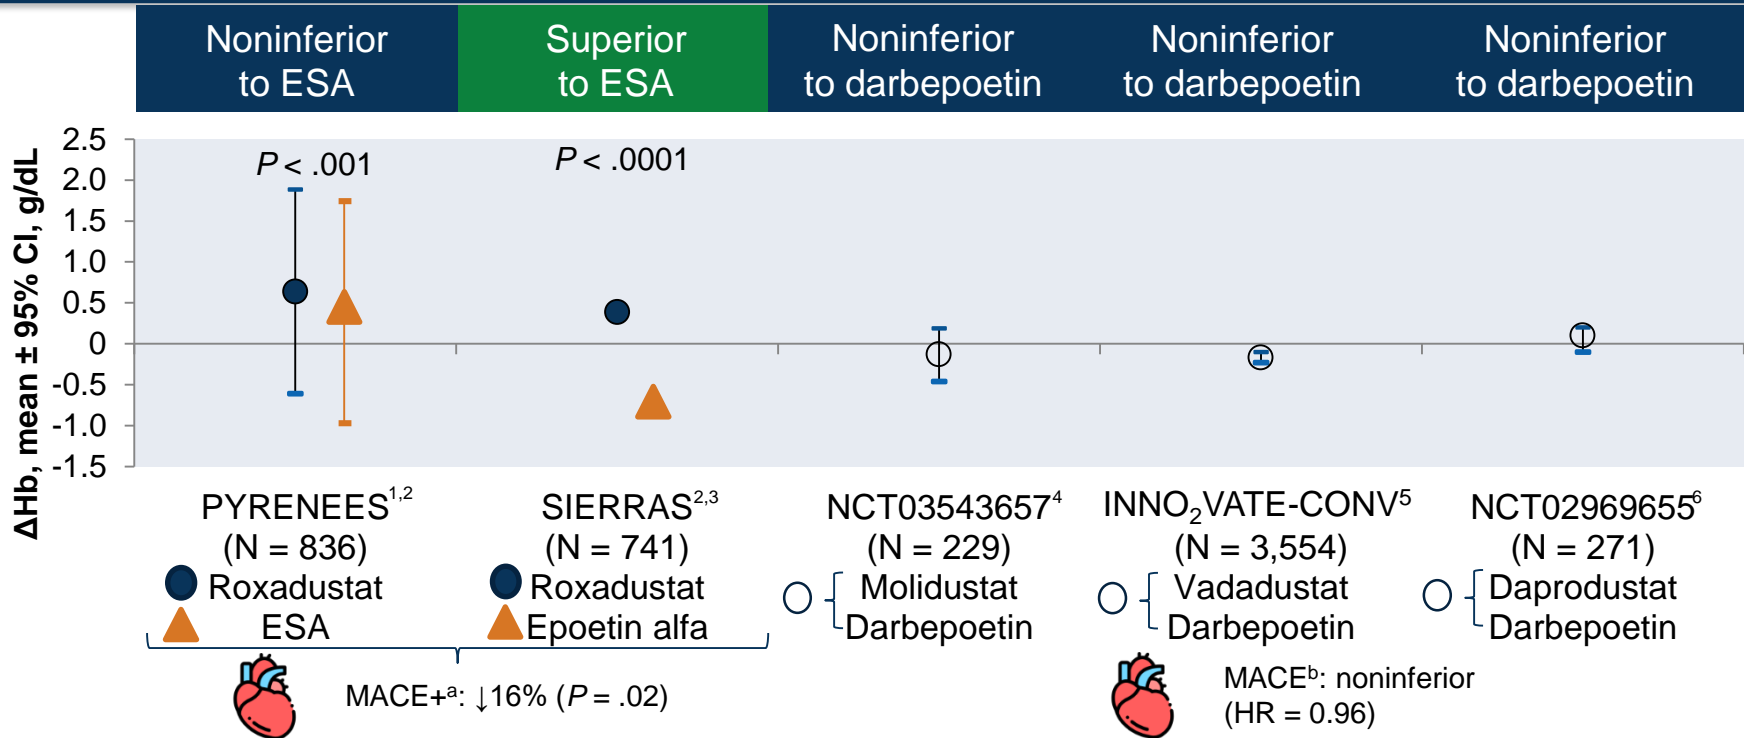 Noninferior
to ESA
Superior
to ESA
Noninferior
to darbepoetin
Noninferior
to darbepoetin
Noninferior
to darbepoetin
ΔHb, mean ± 95% CI, g/dL
2.5
2.0
1.5
1.0
0.5
0
-0.5
-1.0
-1.5
P < .001
P < .0001
PYRENEES1,2
(N = 836)
Roxadustat
ESA
SIERRAS2,3
(N = 741)
Roxadustat
Epoetin alfa
NCT035436574
(N = 229)
Molidustat
Darbepoetin
INNO2VATE-CONV5
(N = 3,554)
Vadadustat
Darbepoetin
NCT029696556
(N = 271)
Daprodustat
Darbepoetin
MACE+a: ↓16% (P = .02)
MACEb: noninferior
(HR = 0.96)